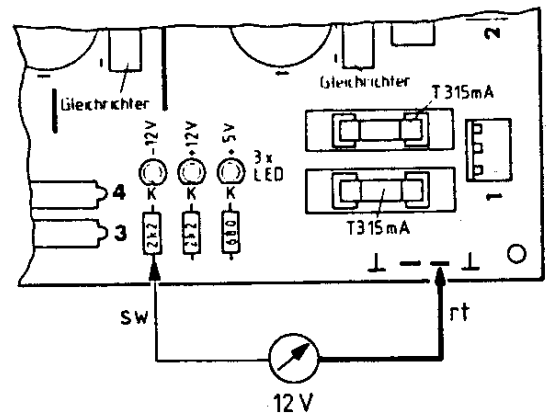 2
Gleichrichter
Gleichrichter
T315mA
-12V
+12V
+5V
3x
LED
K
K
K
4
3
2k2
2k2
680
T315mA
1
sw
rt
12 V